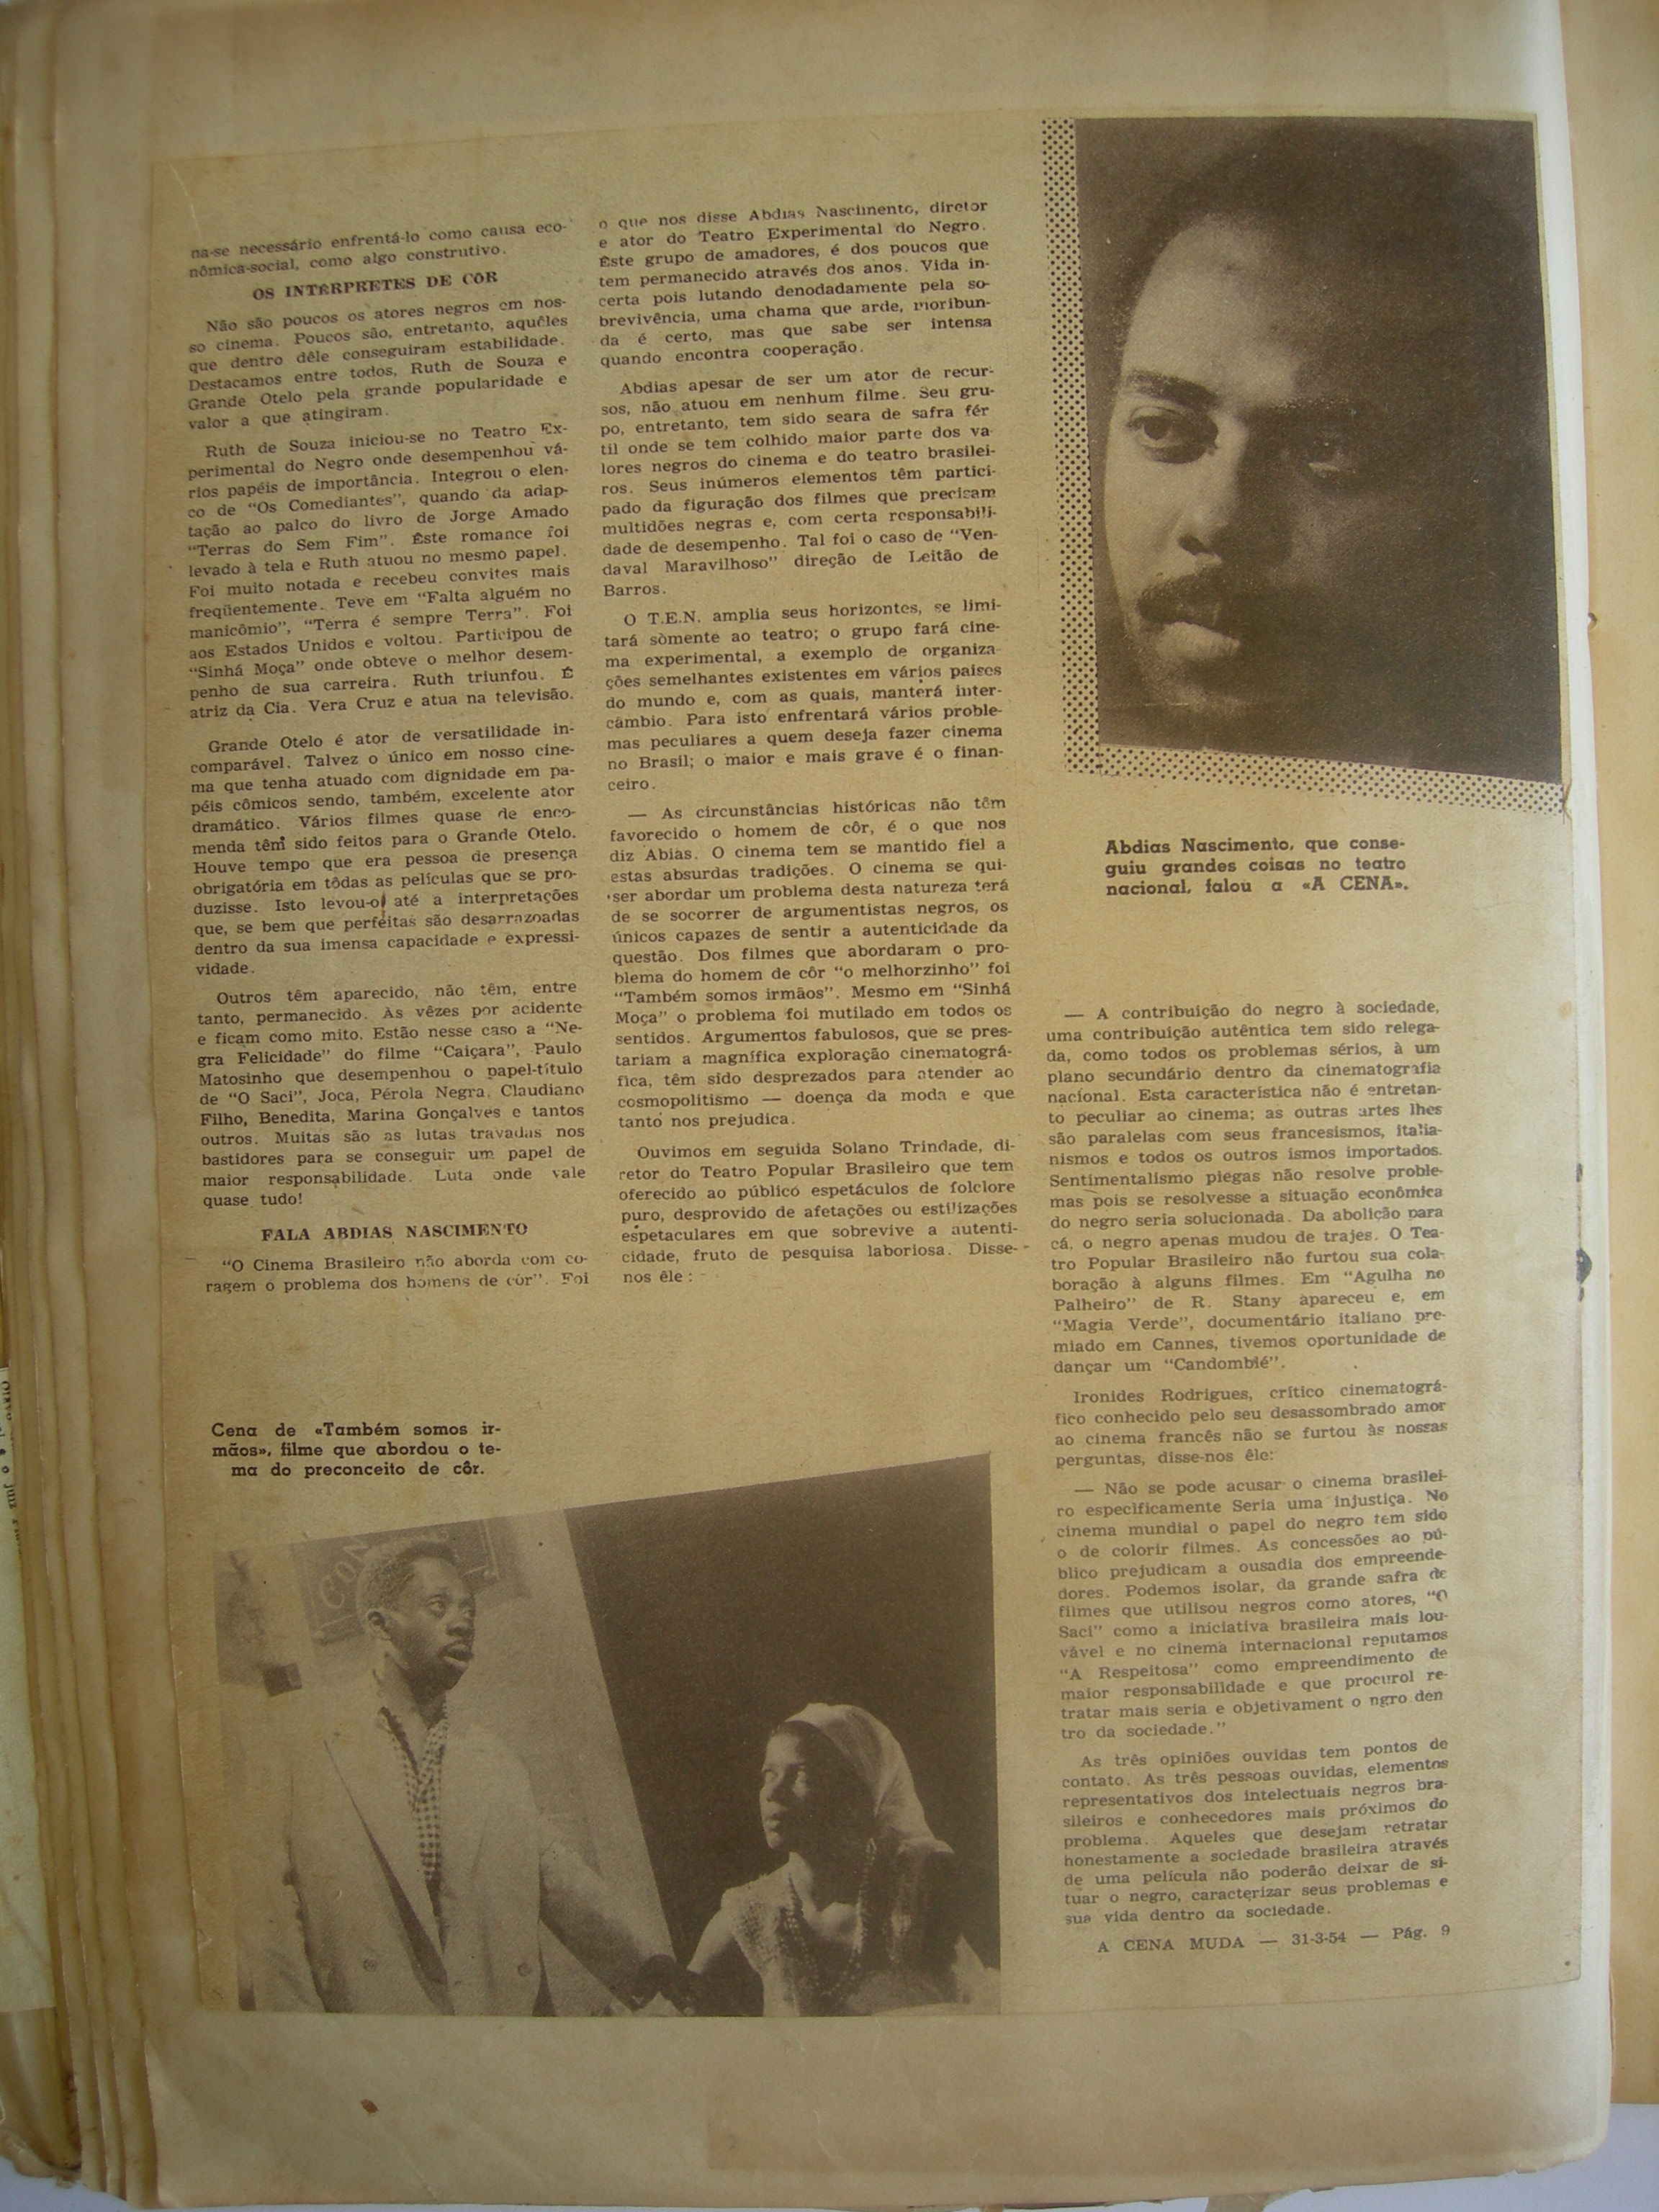 na-se necessário enfrentá-lo como causa eco-
nômica-social, como algo construtivo.
OS INTÉRPRETES DE CÔR
Não são poucos os atores negros em nos-
so cinema. Poucos são, entretanto, aquêles
que dentro dêle conseguiram estabilidade.
Destacamos entre todos, Ruth de Souza e
Grande Otelo pela grande popularidade e
valor a que atingiram.
Ruth de Souza iniciou-se no Teatro Ex-
perimental do Negro onde desempenhou vá-
rios papéis de importância. Integrou o elen-
co de "Os Comediantes", quando da adap-
tação ao palco do livro de Jorge Amado
"Terras do Sem Fim". Êste romance foi
levado à tela e Ruth atuou no mesmo papel.
Foi muito notada e recebeu convites mais
freqüentemente. Teve em "Falta alguém no
manicômio", "Terra é sempre Terra". Foi
aos Estados Unidos e voltou. Participou de
"Sinhá Moça" onde obteve o melhor desem-
penho de sua carreira. Ruth triunfou. É
atriz da Cia. Vera Cruz e atua na televisão.
Grande Otelo é ator de versatilidade in-
comparável. Talvez o único em nosso cine-
ma que tenha atuado com dignidade em pa-
péis cômicos sendo, também, excelente ator
dramático. Vários filmes quase de enco-
menda têm sido feitos para o Grande Otelo.
Houve tempo que era pessoa de presença
obrigatória em tôdas as películas que se pro-
duzisse. Isto levou-o até a interpretações
que, se bem que perfeitas são desarrazoadas
dentro da sua imensa capacidade e expressi-
vidade.
Outros têm aparecido, não têm, entre
tanto, permanecido. Às vêzes por acidente
e ficam como mito. Estão nesse caso a "Ne-
gra Felicidade" do filme "Caiçara", Paulo
Matosinho que desempenhou o papel-título
de "O Saci", Joca, Pérola Negra, Claudiano
Filho, Benedita, Marina Gonçalves e tantos
outros. Muitas são as lutas travadas nos
bastidores para se conseguir um papel de
maior responsabilidade. Luta onde vale
quase tudo!
FALA ABDIAS NASCIMENTO
"O Cinema Brasileiro não aborda com co-
ragem o problema dos homens de côr". Foi
o que nos disse Abdias Nascimento, diretor
e ator do Teatro Experimental do Negro.
Êste grupo de amadores, é dos poucos que
tem permanecido através dos anos. Vida in-
certa pois lutando denodadamente pela so-
brevivência, uma chama que arde, moribun-
da é certo, mas que sabe ser intensa
quando encontra cooperação.
Abdias apesar de ser um ator de recur-
sos, não atuou em nenhum filme. Seu gru-
po, entretanto, tem sido seara de safra fér
til onde se tem colhido maior parte dos va-
lores negros do cinema e do teatro brasilei-
ros. Seus inúmeros elementos têm partici-
pado da figuração dos filmes que precisam
multidões negras e, com certa responsabili-
dade de desempenho. Tal foi o caso de "Ven-
daval Maravilhoso" direção de Leitão de
Barros.
O T.E.N. amplia seus horizontes, se limi-
tará sòmente ao teatro; o grupo fará cine-
ma experimental, a exemplo de organiza-
ções semelhantes existentes em vários países
do mundo e, com as quais, manterá inter-
câmbio. Para isto enfrentará vários proble-
mas peculiares a quem deseja fazer cinema
no Brasil; o maior e mais grave é o finan-
ceiro.
— As circunstâncias históricas não têm
favorecido o homem de côr, é o que nos
diz Abias. O cinema tem se mantido fiel a
estas absurdas tradições. O cinema se qui-
ser abordar um problema desta natureza terá
de se socorrer de argumentistas negros, os
únicos capazes de sentir a autenticidade da
questão. Dos filmes que abordaram o pro-
blema do homem de côr "o melhorzinho" foi
"Também somos irmãos". Mesmo em "Sinhá
Moça" o problema foi mutilado em todos os
sentidos. Argumentos fabulosos, que se pres-
tariam a magnífica exploração cinematográ-
fica, têm sido desprezados para atender ao
cosmopolitismo — doença da moda e que
tanto nos prejudica.
Ouvimos em seguida Solano Trindade, di-
retor do Teatro Popular Brasileiro que tem
oferecido ao público espetáculos de folclore
puro, desprovido de afetações ou estilizações
espetaculares em que sobrevive a autenti-
cidade, fruto de pesquisa laboriosa. Disse-
nos êle:
Abdias Nascimento, que conse-
guiu grandes coisas no teatro
nacional, falou a «A CENA».
— A contribuição do negro à sociedade,
uma contribuição autêntica tem sido relega-
da, como todos os problemas sérios, à um
plano secundário dentro da cinematografia
nacional. Esta característica não é entretan-
to peculiar ao cinema; as outras artes lhes
são paralelas com seus francesismos, italia-
nismos e todos os outros ismos importados.
Sentimentalismo piegas não resolve proble-
mas pois se resolvesse a situação econômica
do negro seria solucionada. Da abolição para
cá, o negro apenas mudou de trajes. O Tea-
tro Popular Brasileiro não furtou sua cola-
boração à alguns filmes. Em "Agulha no
Palheiro" de R. Stany apareceu e, em
"Magia Verde", documentário italiano pre-
miado em Cannes, tivemos oportunidade de
dançar um "Candomblé".
Ironides Rodrigues, crítico cinematográ-
fico conhecido pelo seu desassombrado amor
ao cinema francês não se furtou às nossas
perguntas, disse-nos êle:
— Não se pode acusar o cinema brasilei-
ro especìficamente Seria uma injustiça. No
cinema mundial o papel do negro tem sido
o de colorir filmes. As concessões ao pú-
blico prejudicam a ousadia dos empreende-
dores. Podemos isolar, da grande safra de
filmes que utilisou negros como atores, "O
Saci" como a iniciativa brasileira mais lou-
vável e no cinema internacional reputamos
"A Respeitosa" como empreendimento de
maior responsabilidade e que procurol re-
tratar mais seria e objetivament o ngro den
tro da sociedade."
As três opiniões ouvidas tem pontos de
contato. As três pessoas ouvidas, elementos
representativos dos intelectuais negros bra-
sileiros e conhecedores mais próximos do
problema. Aqueles que desejam retratar
honestamente a sociedade brasileira através
de uma película não poderão deixar de si-
tuar o negro, caracterizar seus problemas e
sua vida dentro da sociedade.
Cena de «Também somos ir-
mãos», filme que abordou o te-
ma do preconceito de côr.
CON
A CENA MUDA — 31-3-54 — Pág. 9